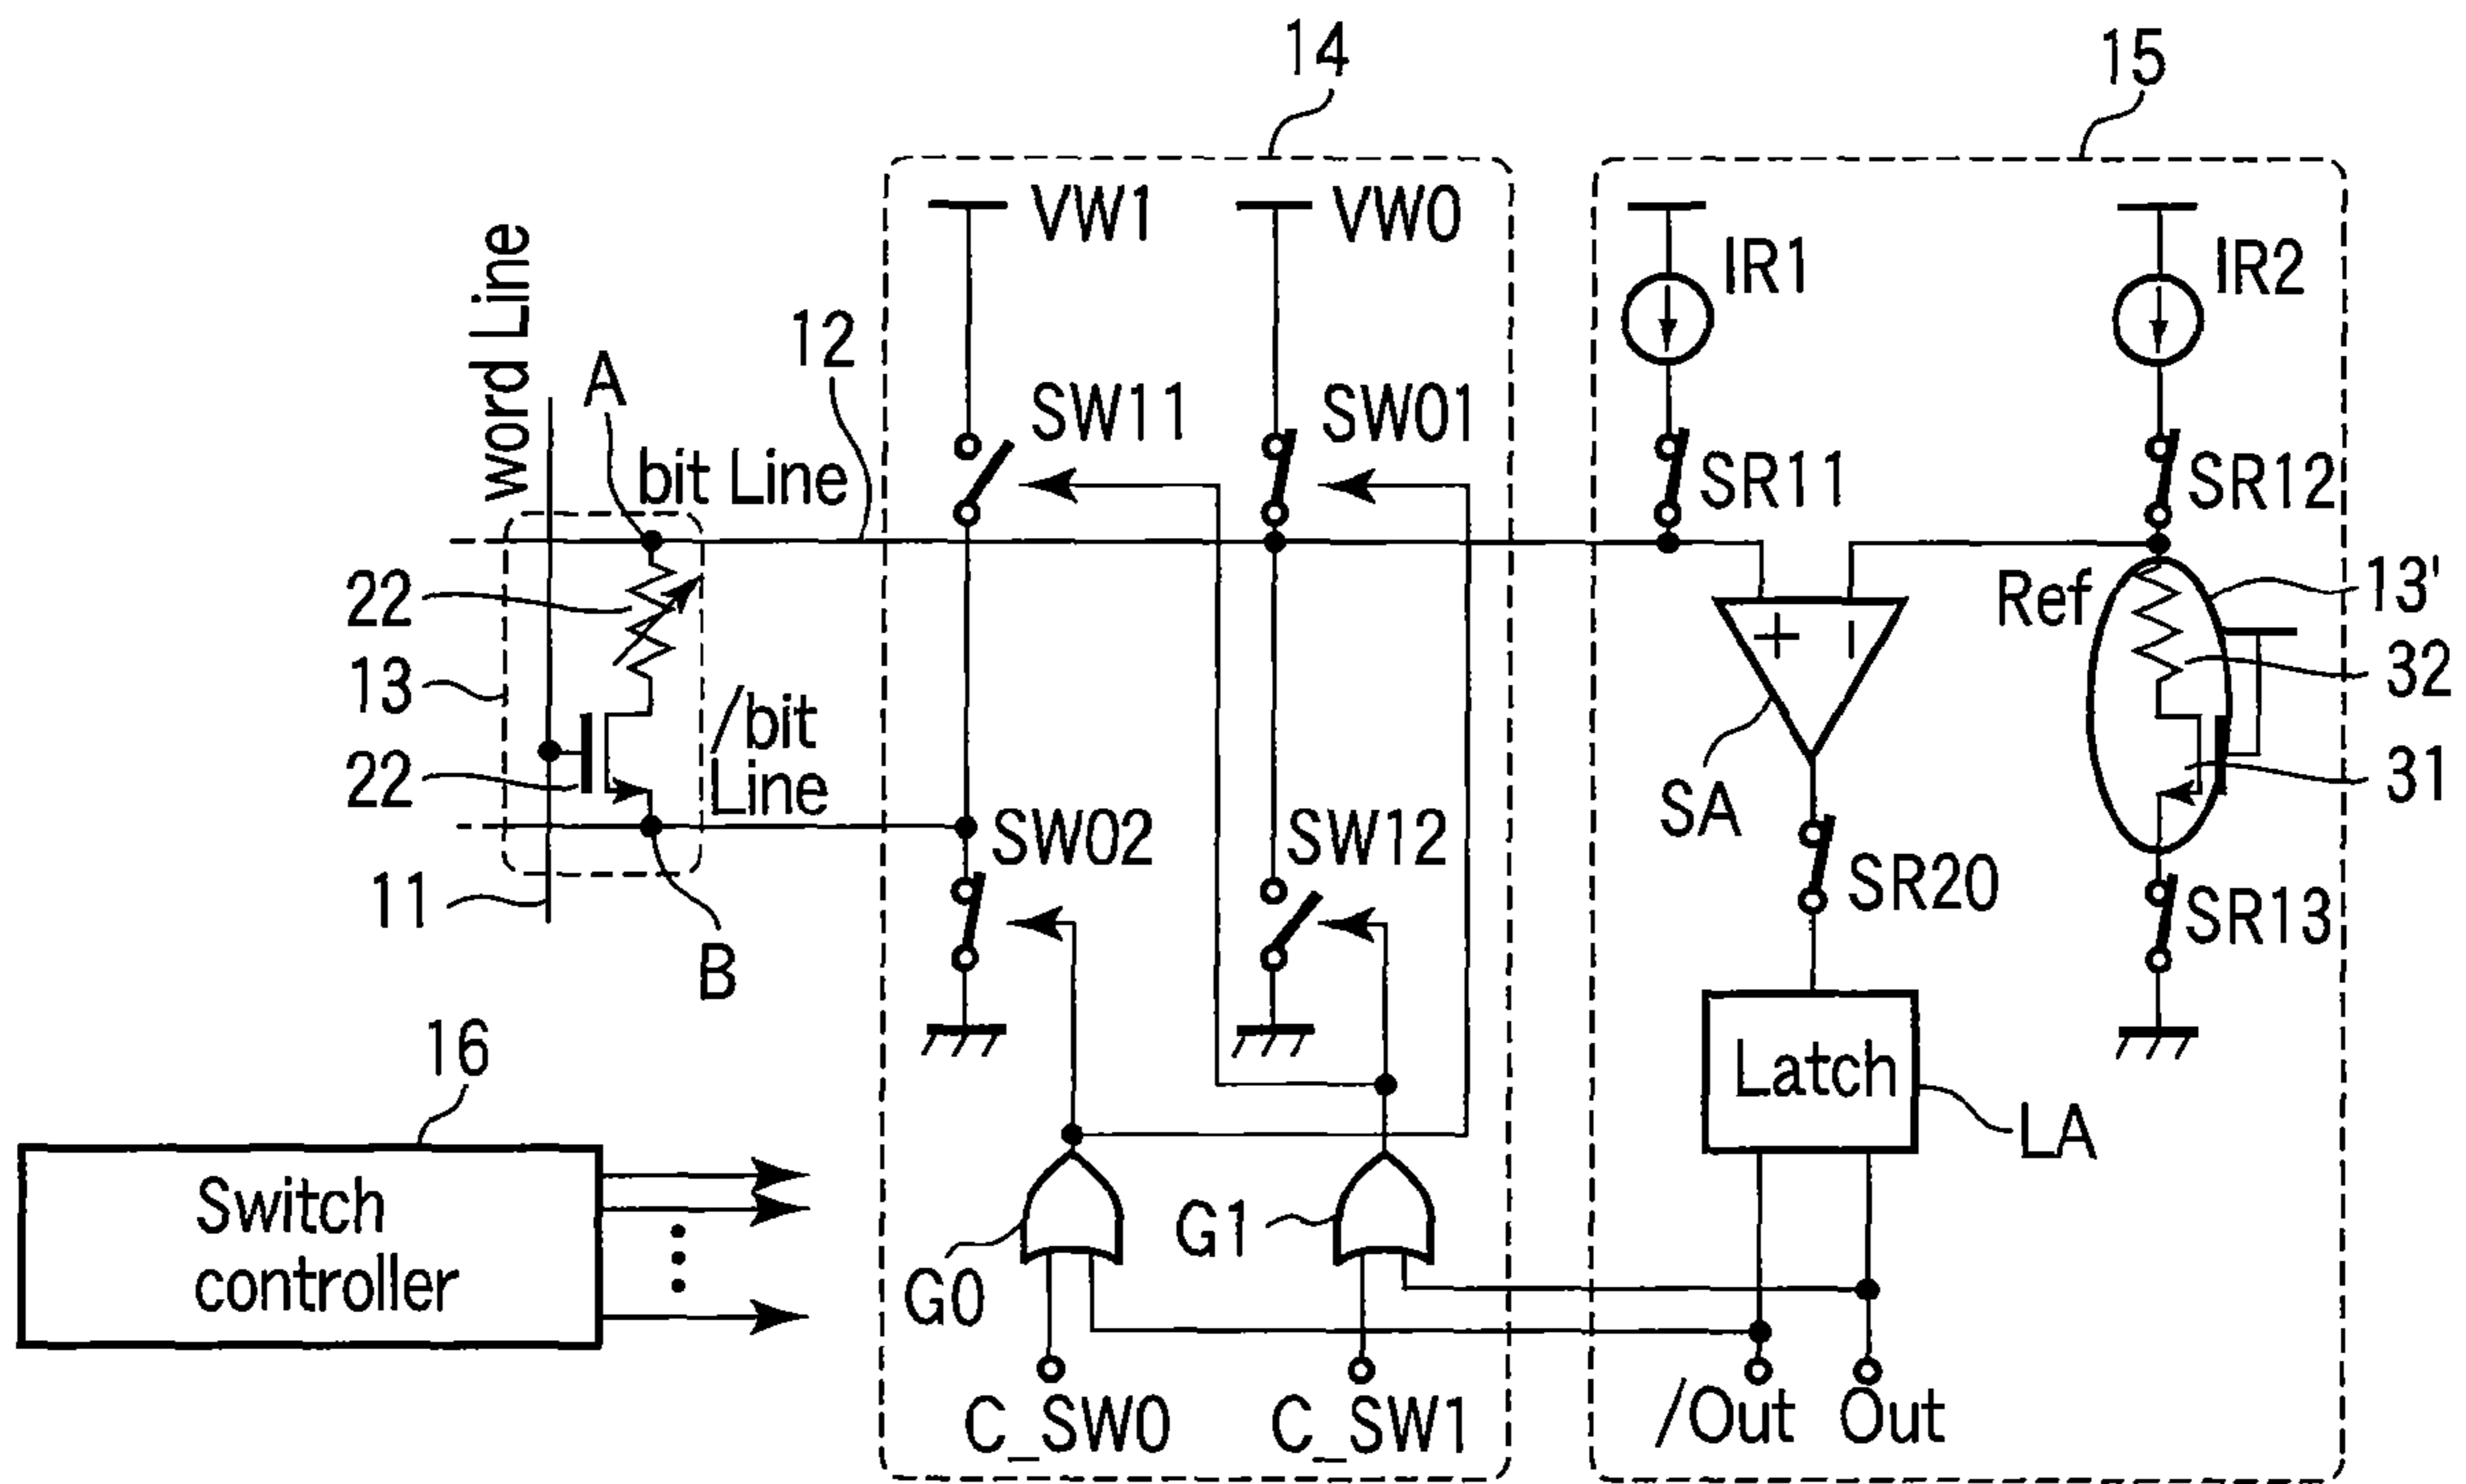 14
15
VW1
VW0
IR1
IR2
word Line
12
A
SW11
SW01
bit Line
SR11
SR12
22
Ref
13'
+
−
13
32
/bit
Line
22
31
SA
SW02
SW12
11
SR20
SR13
B
16
Latch
LA
Switch
controller
G1
G0
/Out
Out
C_SW0
C_SW1